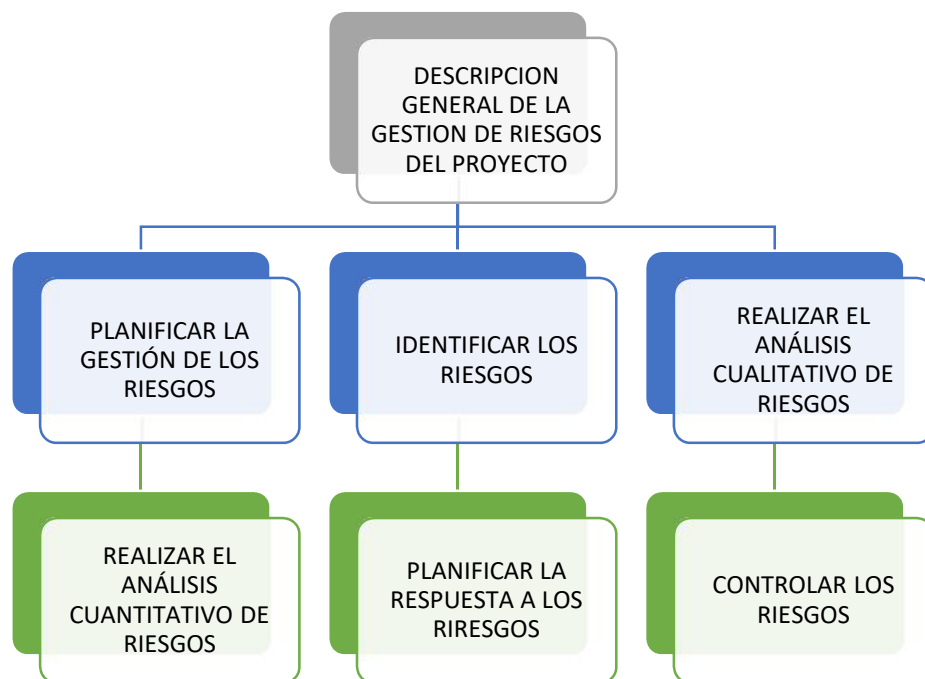 DESCRIPCION
GENERAL DE LA
GESTION DE RIESGOS
DEL PROYECTO
PLANIFICAR LA
GESTIÓN DE LOS
RIESGOS
IDENTIFICAR LOS
RIESGOS
REALIZAR EL
ANÁLISIS
CUALITATIVO DE
RIESGOS
REALIZAR EL
ANÁLISIS
CUANTITATIVO DE
RIESGOS
PLANIFICAR LA
RESPUESTA A LOS
RIRESGOS
CONTROLAR LOS
RIESGOS